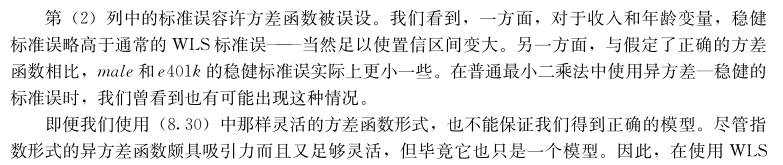 第（2）列中的标准误容许方差函数被误设。我们看到，一方面，对于收入和年龄变量，稳健
标准误略高于通常的 WLS 标准误——当然足以使置信区间变大。另一方面，与假定了正确的方差
函数相比，male 和 e401k 的稳健标准误实际上更小一些。在普通最小二乘法中使用异方差—稳健的
标准误时，我们曾看到也有可能出现这种情况。
即便我们使用（8.30）中那样灵活的方差函数形式，也不能保证我们得到正确的模型。尽管指
数形式的异方差函数颇具吸引力而且又足够灵活，但毕竟它也只是一个模型。因此，在使用 WLS